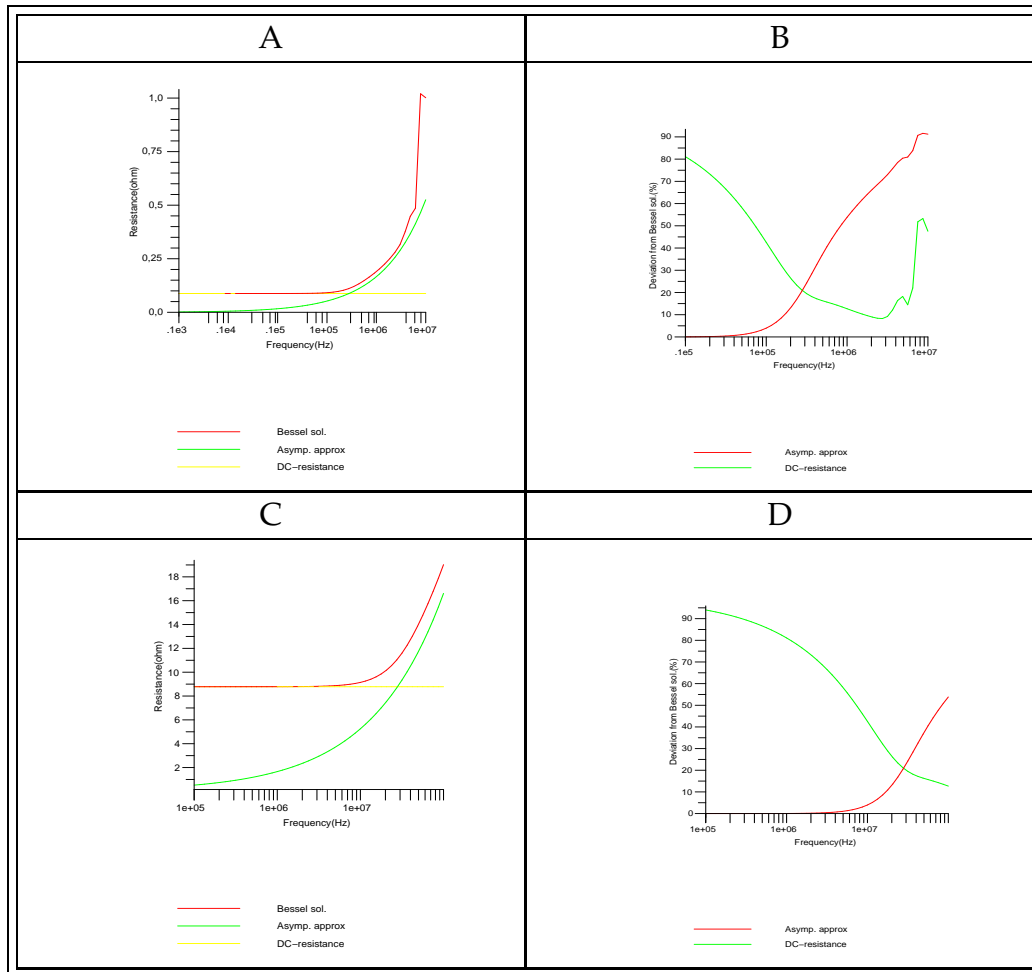 A
B
1,0
0,75
0,5
0,25
0,0
Resistance(ohm)
.1e3
.1e4
.1e5
1e+05
1e+06
1e+07
Frequency(Hz)
Bessel sol.
Asymp. approx
DC-resistance
90
80
70
60
50
40
30
20
10
0
Deviation from Bessel sol.(%)
.1e5
1e+05
1e+06
1e+07
Frequency(Hz)
Asymp. approx
DC-resistance
C
D
18
16
14
12
10
8
6
4
2
Resistance(ohm)
1e+05
1e+06
1e+07
Frequency(Hz)
Bessel sol.
Asymp. approx
DC-resistance
90
80
70
60
50
40
30
20
10
0
Deviation from Bessel sol.(%)
1e+05
1e+06
1e+07
Frequency(Hz)
Asymp. approx
DC-resistance